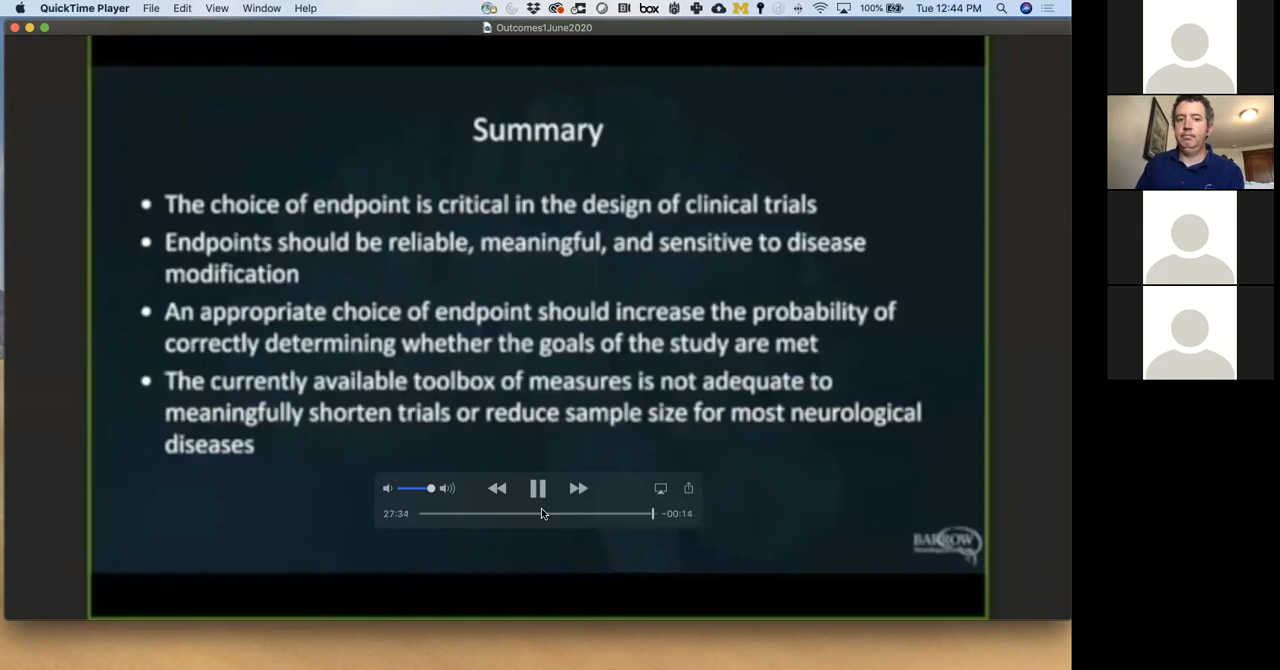 QuickTime Player File Edit View Window Help
box
100%
Tue 12:44 PM
Outcomes1June2020
Summary
• The choice of endpoint is critical in the design of clinical trials
• Endpoints should be reliable, meaningful, and sensitive to disease
modification
• An appropriate choice of endpoint should increase the probability of
correctly determining whether the goals of the study are met
• The currently available toolbox of measures is not adequate to
meaningfully shorten trials or reduce sample size for most neurological
diseases
27:34
-00:14
BARROW